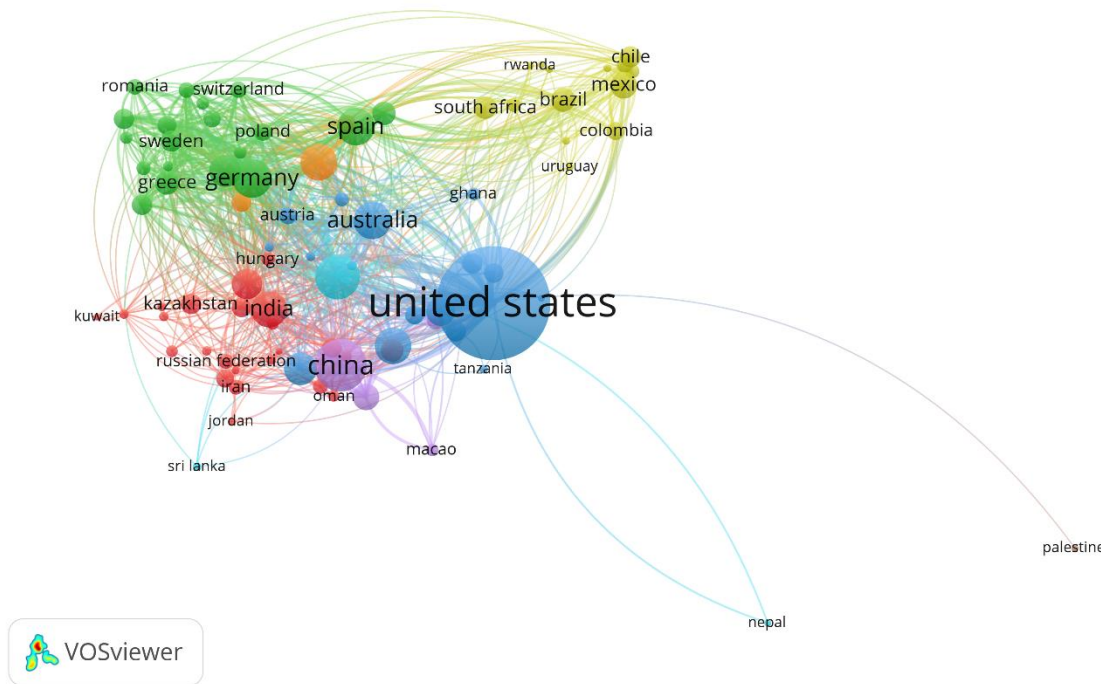 chile
rwanda
romania
switzerland
mexico
brazil
south africa
spain
poland
colombia
sweden
uruguay
germany
greece
ghana
austria
australia
hungary
united states
kazakhstan
india
kuwait
russian federation
china
tanzania
iran
oman
jordan
macao
sri lanka
palestine
nepal
VOSviewer